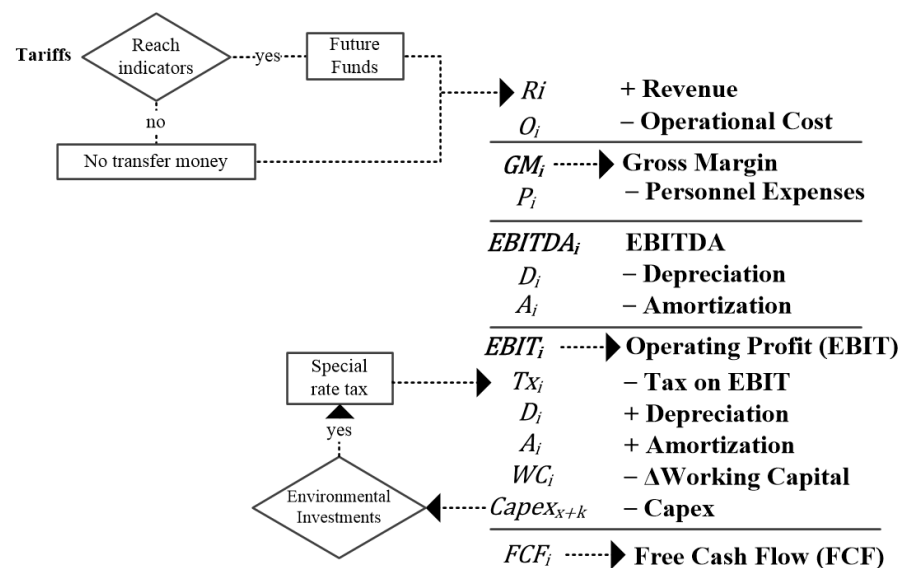 Tariffs
Reach
indicators
yes
Future
Funds
no
No transfer money
Ri + Revenue
Oi − Operational Cost
GMi Gross Margin
Pi − Personnel Expenses
EBITDAi EBITDA
Di − Depreciation
Ai − Amortization
EBITi Operating Profit (EBIT)
Special
rate tax
Txi − Tax on EBIT
Di + Depreciation
Ai + Amortization
yes
WCi − ΔWorking Capital
Environmental
Investments
Capexx+k − Capex
FCFi Free Cash Flow (FCF)